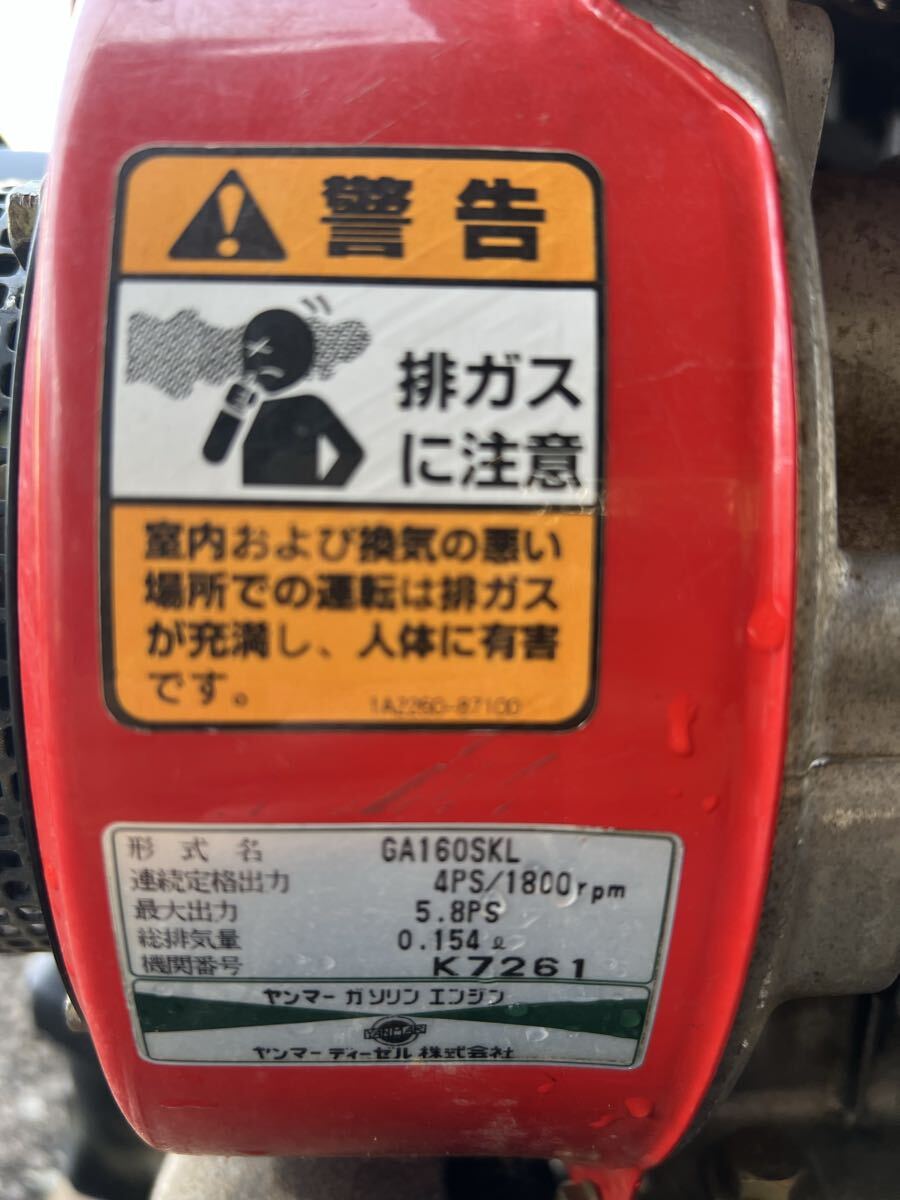 警告
排ガス
に注意
室内および換気の悪い
場所での運転は排ガス
が充満し、人体に有害
です。
1A2260-87100
形式名 GA160SKL
連続定格出力 4PS/1800rpm
最大出力 5.8PS
総排気量 0.154ℓ
機関番号 K7261
ヤンマーガソリンエンジン
YANMAR
ヤンマーディーゼル株式会社